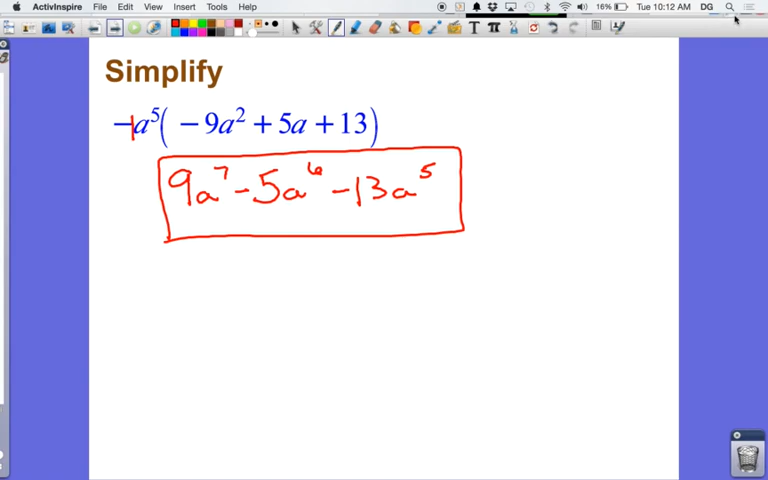 ActivInspire File Edit View Insert Tools Help 16% Tue 10:12 AM DG
Simplify
−1a⁵( − 9a² + 5a + 13)
9a⁷ - 5a⁶ - 13a⁵